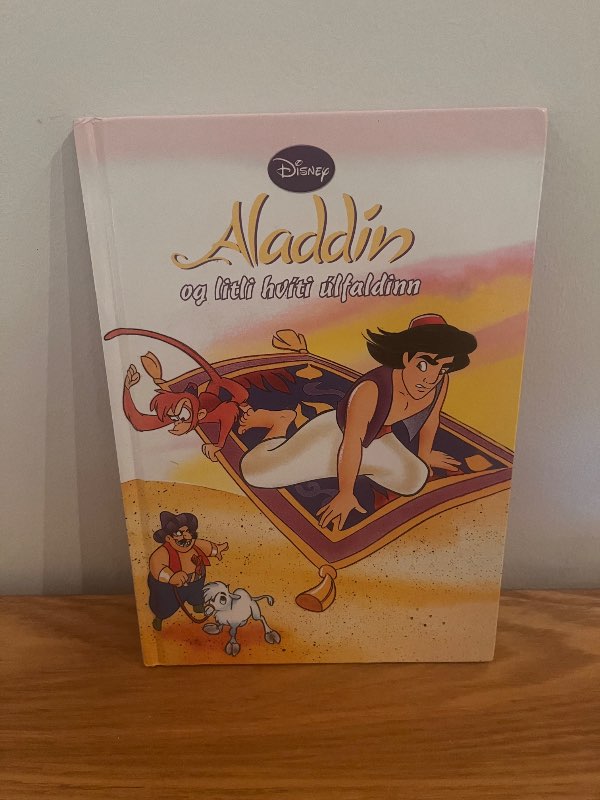 Disney
Aladdín
og litli hvíti úlfaldinn